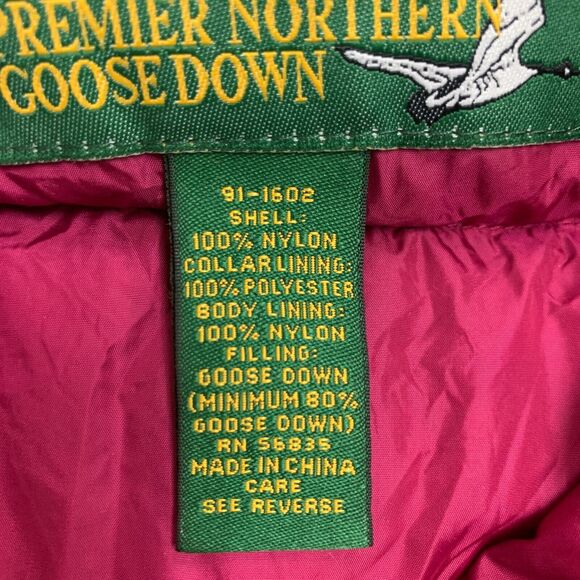 PREMIER NORTHERN
GOOSE DOWN
91-1602
SHELL:
100% NYLON
COLLAR LINING:
100% POLYESTER
BODY LINING:
100% NYLON
FILLING:
GOOSE DOWN
(MINIMUM 80%
GOOSE DOWN)
RN 56835
MADE IN CHINA
CARE
SEE REVERSE